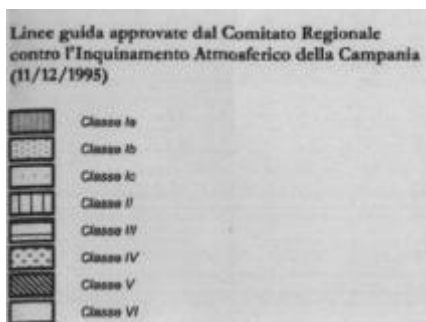 Linee guida approvate dal Comitato Regionale
contro l'Inquinamento Atmosferico della Campania
(11/12/1995)
Classe Ia
Classe Ib
Classe Ic
Classe II
Classe III
Classe IV
Classe V
Classe VI